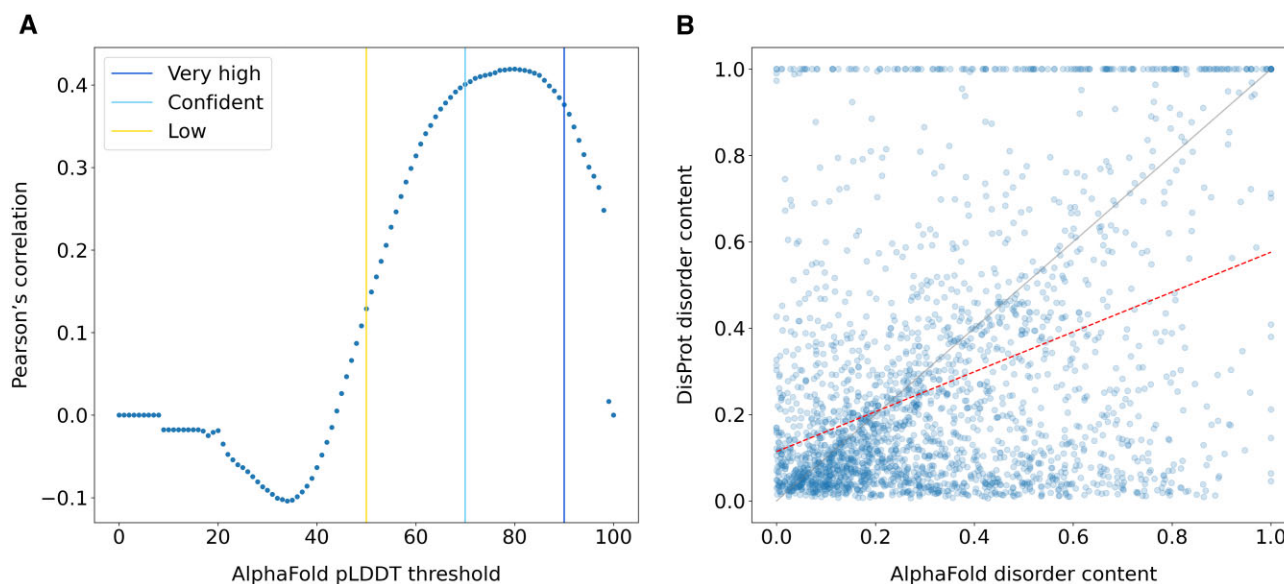 A
Very high
Confident
Low
Pearson's correlation
0.4
0.3
0.2
0.1
0.0
−0.1
0
20
40
60
80
100
AlphaFold pLDDT threshold
B
DisProt disorder content
1.0
0.8
0.6
0.4
0.2
0.0
0.0
0.2
0.4
0.6
0.8
1.0
AlphaFold disorder content